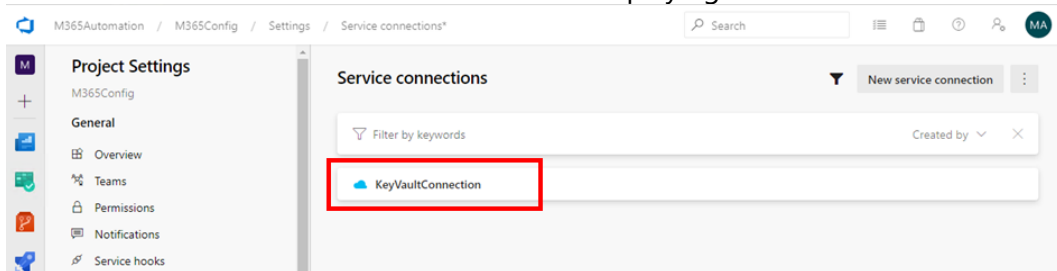 M365Automation / M365Config / Settings / Service connections*
Search
MA
M
Project Settings
M365Config
General
Overview
Teams
Permissions
Notifications
Service hooks
Service connections
New service connection
Filter by keywords
Created by
KeyVaultConnection